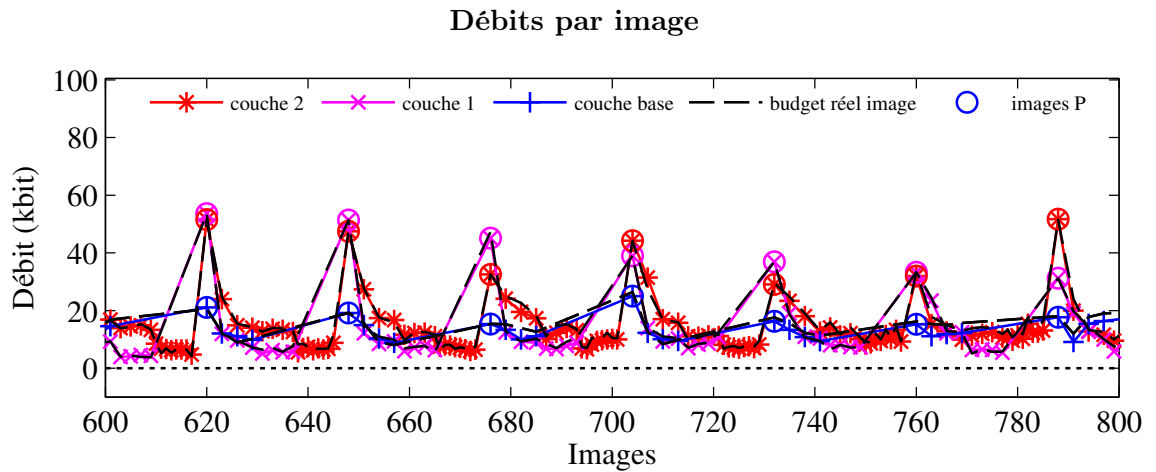 Débits par image
100
80
60
40
20
0
Débit (kbit)
couche 2 couche 1 couche base budget réel image images P
600 620 640 660 680 700 720 740 760 780 800
Images